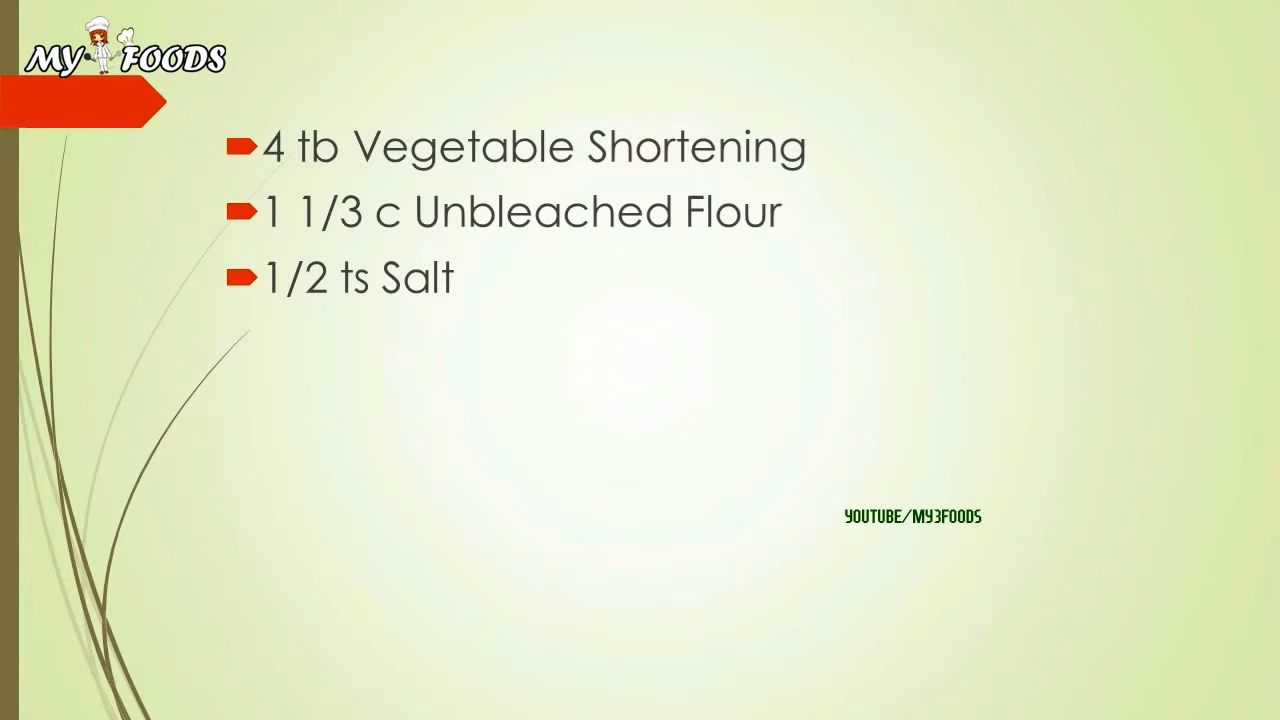 MY FOODS
4 tb Vegetable Shortening
1 1/3 c Unbleached Flour
1/2 ts Salt
YOUTUBE/MY3FOODS